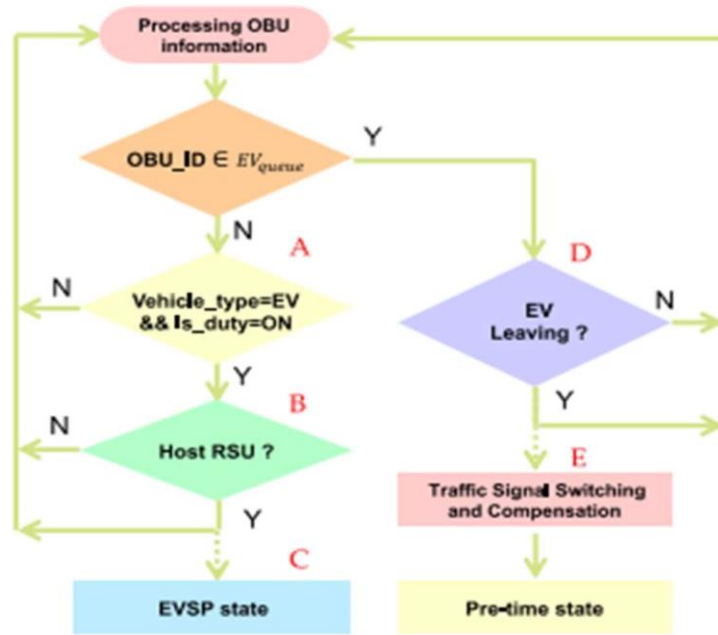 Processing OBU
information
OBU_ID ∈ EV_queue
Y
N
A
D
N
Vehicle_type=EV
&& Is_duty=ON
EV
Leaving ?
N
Y
B
Y
N
Host RSU ?
E
Traffic Signal Switching
and Compensation
Y
C
EVSP state
Pre-time state